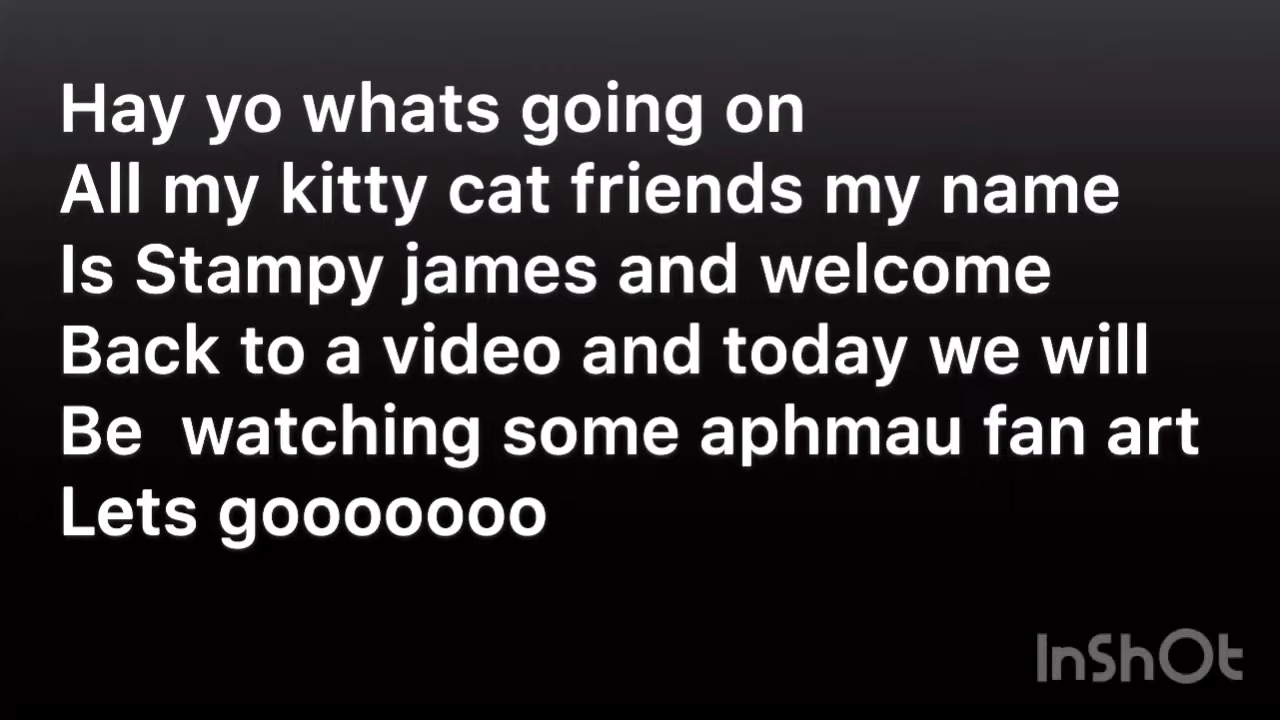 Hay yo whats going on
All my kitty cat friends my name
Is Stampy james and welcome
Back to a video and today we will
Be  watching some aphmau fan art
Lets gooooooo
InShOt